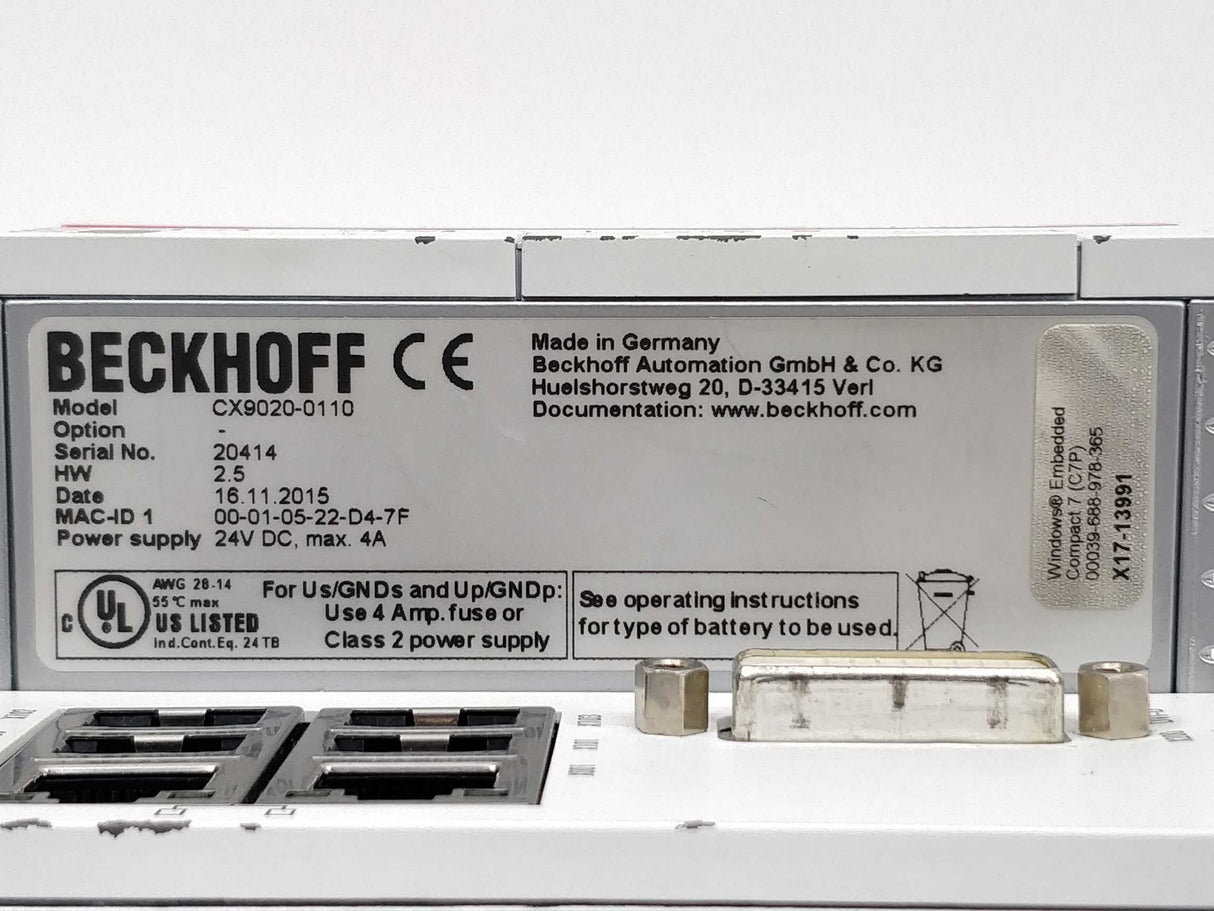 BECKHOFF CE
Model CX9020-0110
Option -
Serial No. 20414
HW 2.5
Date 16.11.2015
MAC-ID 1 00-01-05-22-D4-7F
Power supply 24V DC, max. 4A
Made in Germany
Beckhoff Automation GmbH & Co. KG
Huelshorstweg 20, D-33415 Verl
Documentation: www.beckhoff.com
Windows® Embedded
Compact 7 (C7P)
00039-688-978-365
X17-13991
C UL
AWG 28-14
55°C max
US LISTED
Ind.Cont.Eq. 24TB
For Us/GNDs and Up/GNDp:
Use 4 Amp. fuse or
Class 2 power supply
See operating instructions
for type of battery to be used.